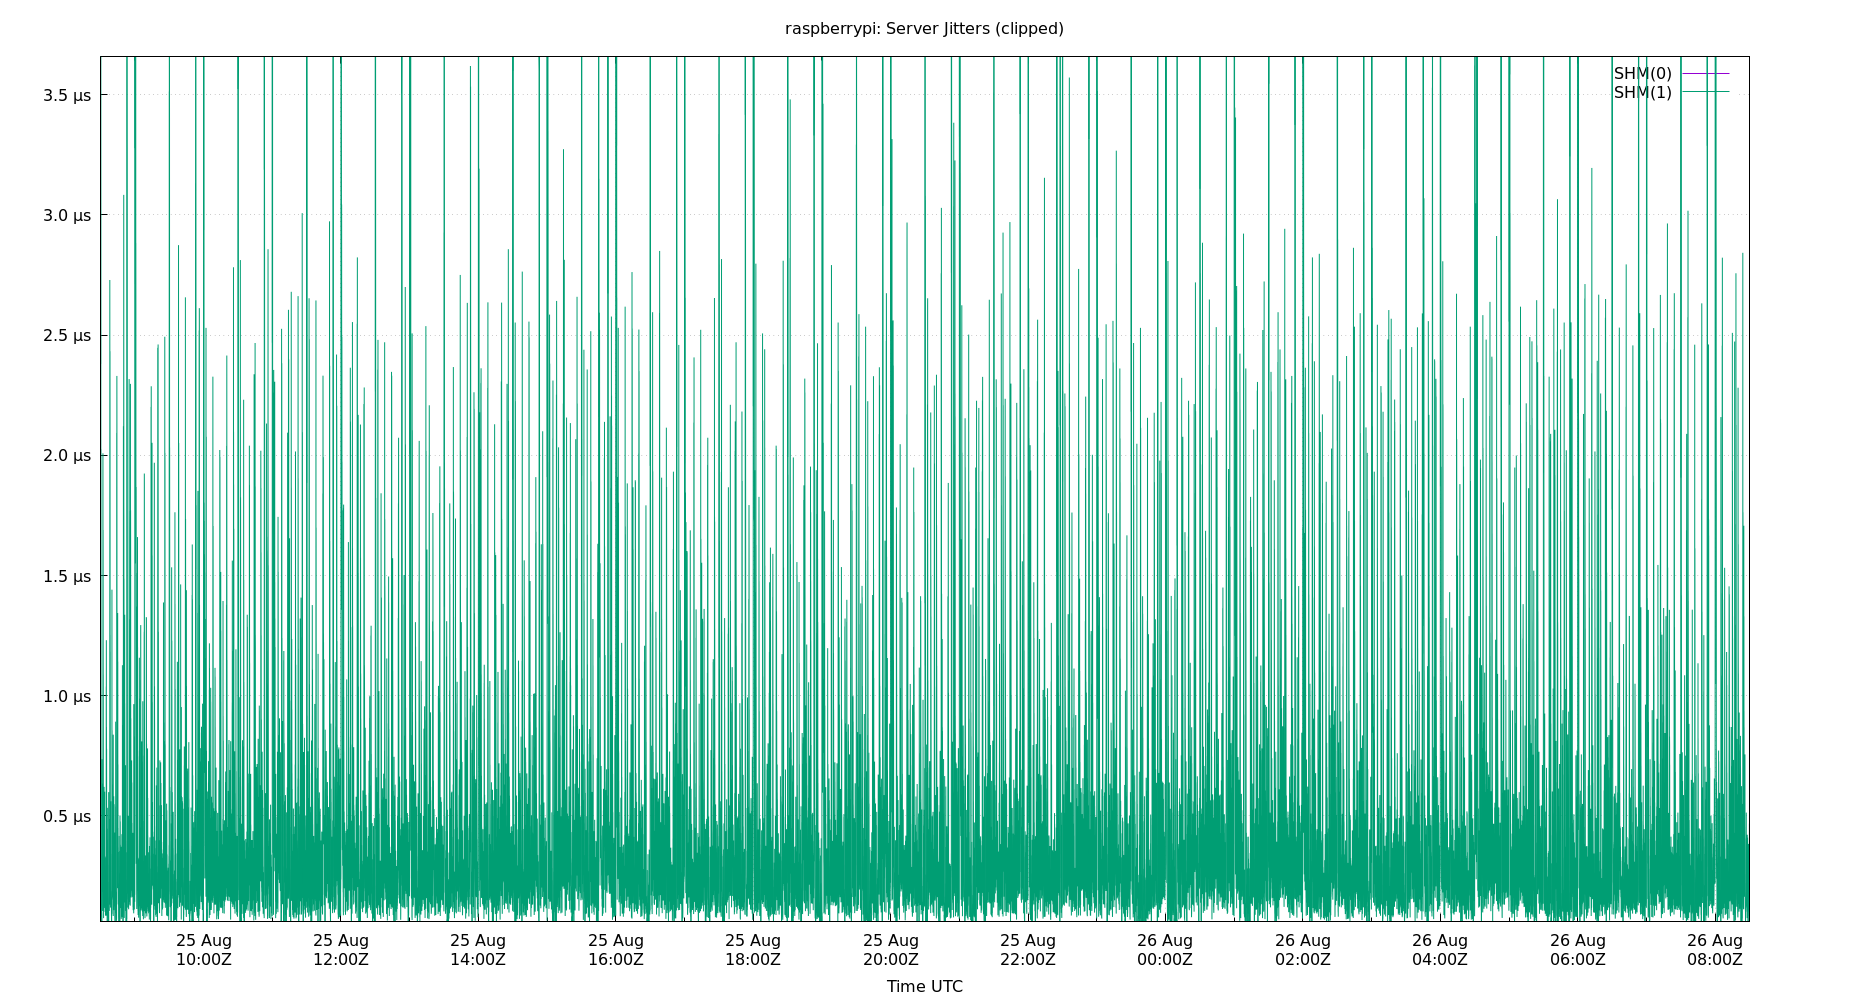 raspberrypi: Server Jitters (clipped)
SHM(0)
SHM(1)
3.5 µs
3.0 µs
2.5 µs
2.0 µs
1.5 µs
1.0 µs
0.5 µs
25 Aug 25 Aug 25 Aug 25 Aug 25 Aug 25 Aug 25 Aug 26 Aug 26 Aug 26 Aug 26 Aug 26 Aug
10:00Z 12:00Z 14:00Z 16:00Z 18:00Z 20:00Z 22:00Z 00:00Z 02:00Z 04:00Z 06:00Z 08:00Z
Time UTC